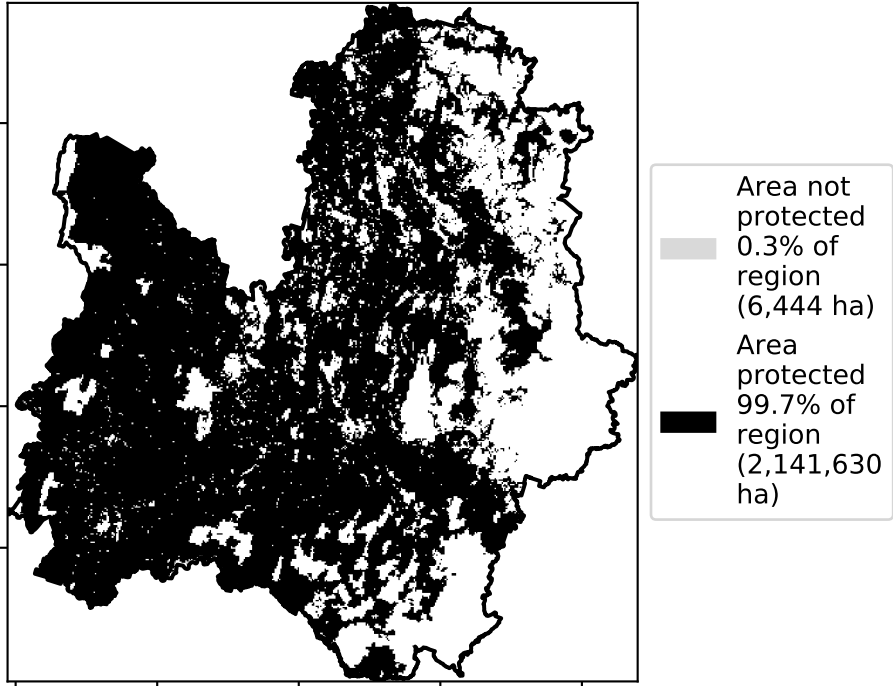 Area not
protected
0.3% of
region
(6,444 ha)
Area
protected
99.7% of
region
(2,141,630
ha)